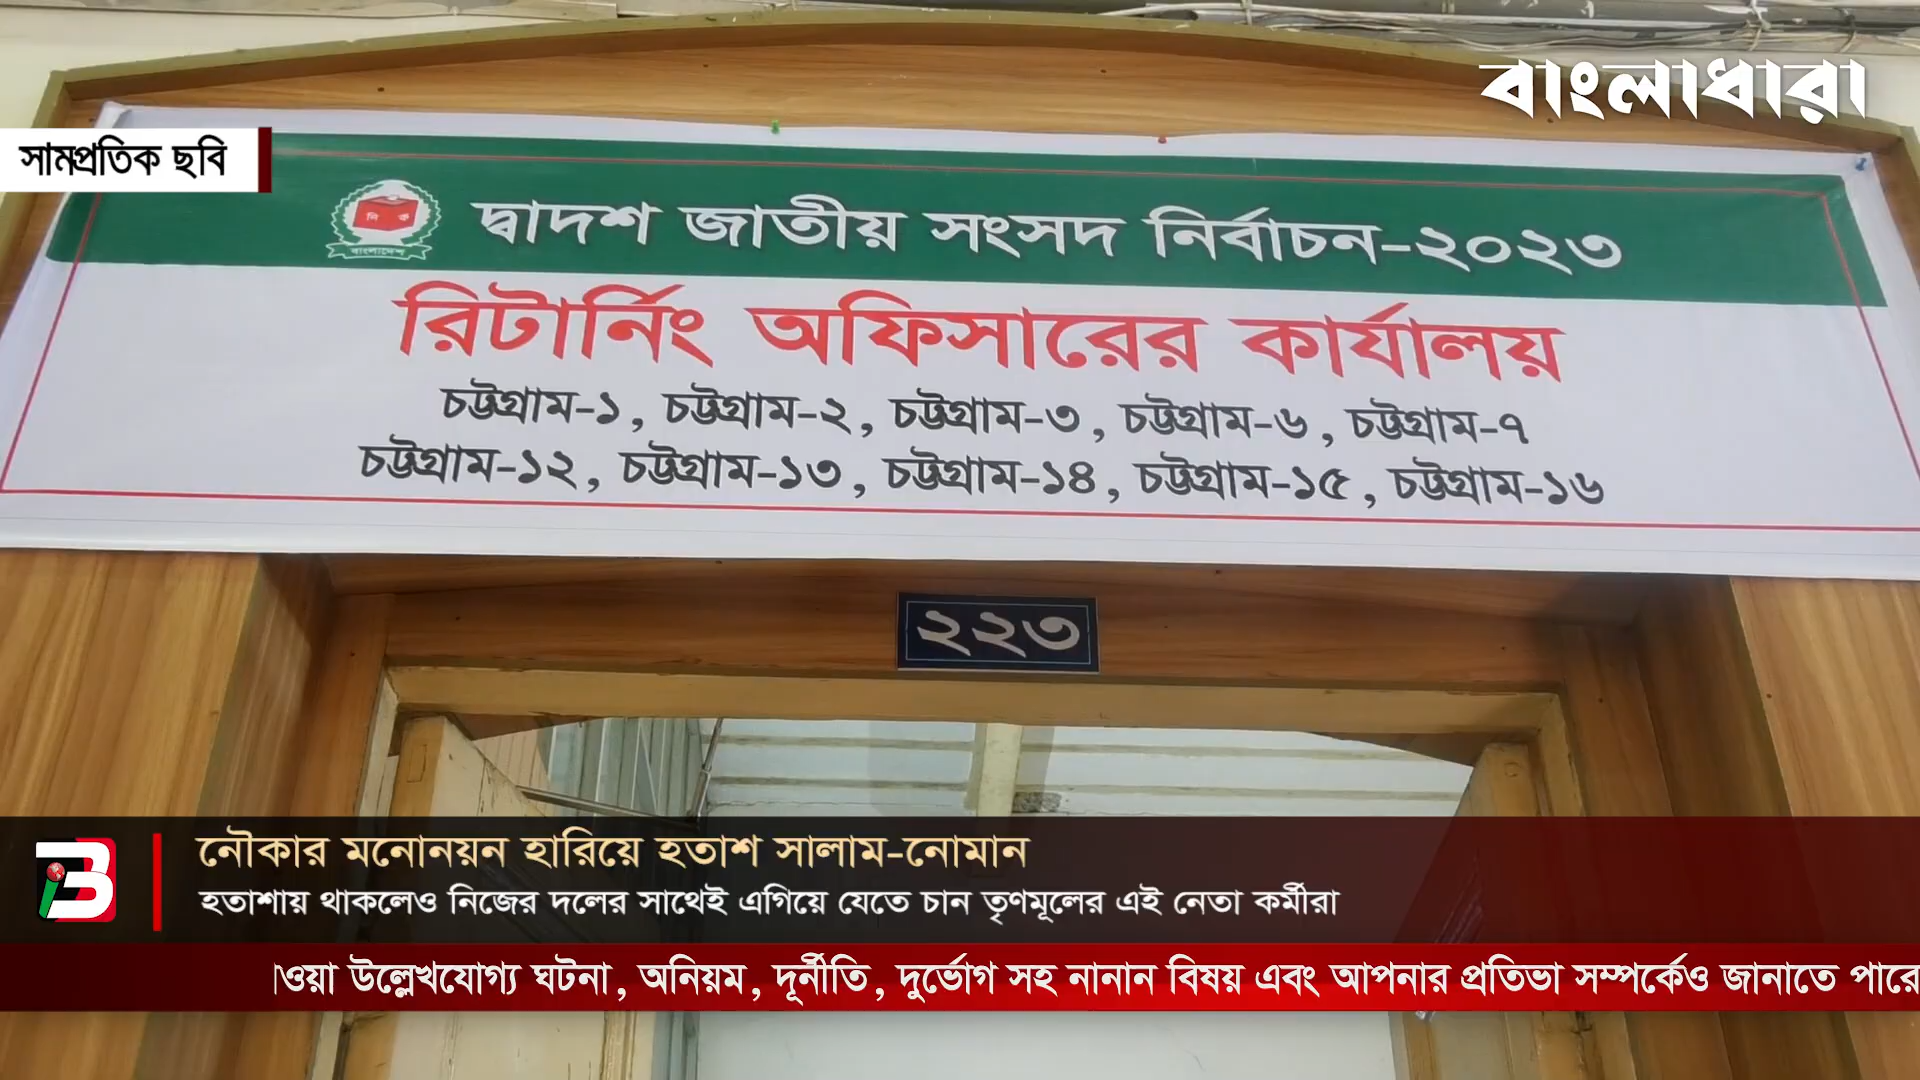 বাংলাধারা
সামপ্রতিক ছবি
দ্বাদশ জাতীয় সংসদ নির্বাচন-২০২৩
নি ক
বাংলাদেশ
রিটার্নিং অফিসারের কার্যালয়
চট্টগ্রাম-১, চট্টগ্রাম-২, চট্টগ্রাম-৩, চট্টগ্রাম-৬, চট্টগ্রাম-৭
চট্টগ্রাম-১২, চট্টগ্রাম-১৩, চট্টগ্রাম-১৪, চট্টগ্রাম-১৫, চট্টগ্রাম-১৬
২২৩
নৌকার মনোনয়ন হারিয়ে হতাশ সালাম-নোমান
হতাশায় থাকলেও নিজের দলের সাথেই এগিয়ে যেতে চান তৃণমূলের এই নেতা কর্মীরা
াওয়া উল্লেখযোগ্য ঘটনা, অনিয়ম, দূর্নীতি, দুর্ভোগ সহ নানান বিষয় এবং আপনার প্রতিভা সম্পর্কেও জানাতে পারে